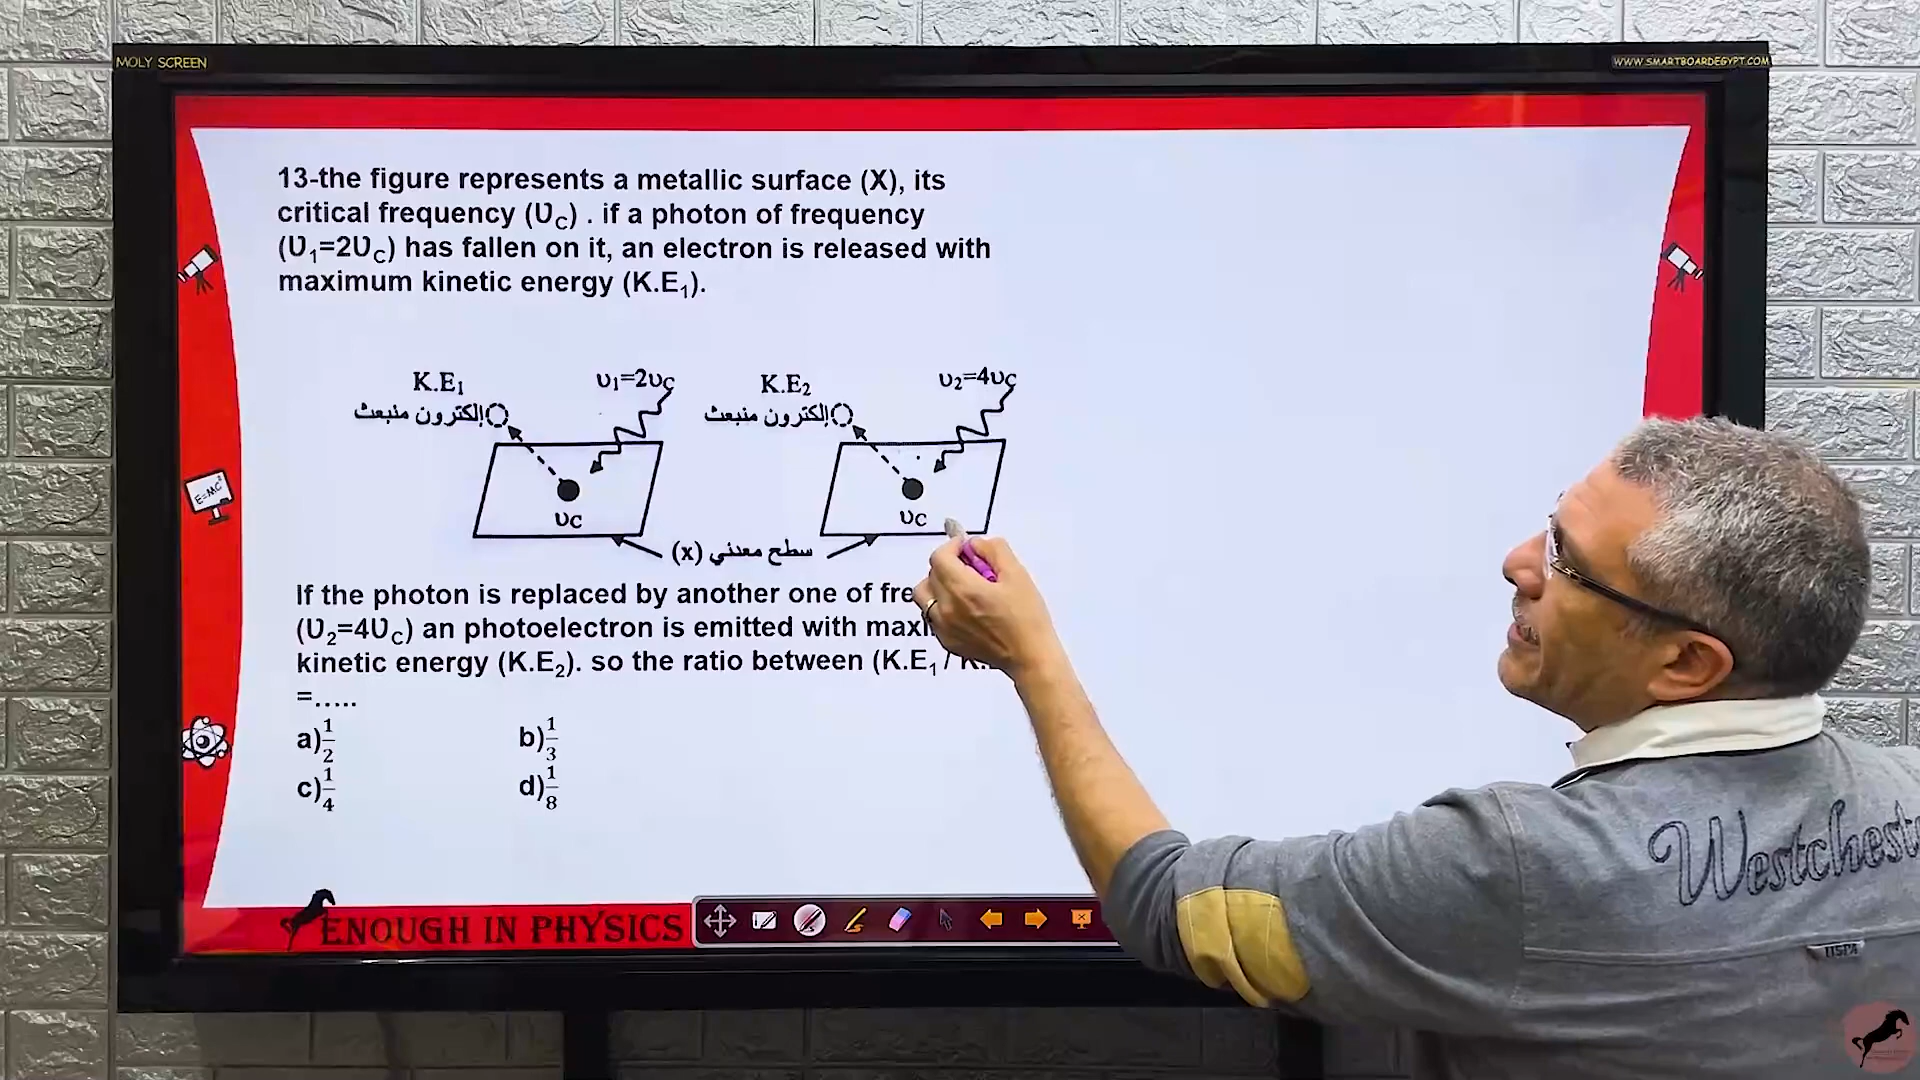 MOLY SCREEN
WWW.SMARTBOARDEGYPT.COM
13-the figure represents a metallic surface (X), its
critical frequency (υC) . if a photon of frequency
(υ1=2υC) has fallen on it, an electron is released with
maximum kinetic energy (K.E1).
K.E1
υ1=2υC
إلكترون منبعث
υC
K.E2
υ2=4υC
إلكترون منبعث
υC
سطح معدني (x)
E=MC²
If the photon is replaced by another one of
(υ2=4υC) an photoelectron is emitted with
kinetic energy (K.E2). so the ratio between (K.E1 /
=.....
a) 1/2
b) 1/3
c) 1/4
d) 1/8
ENOUGH IN PHYSICS
USPA